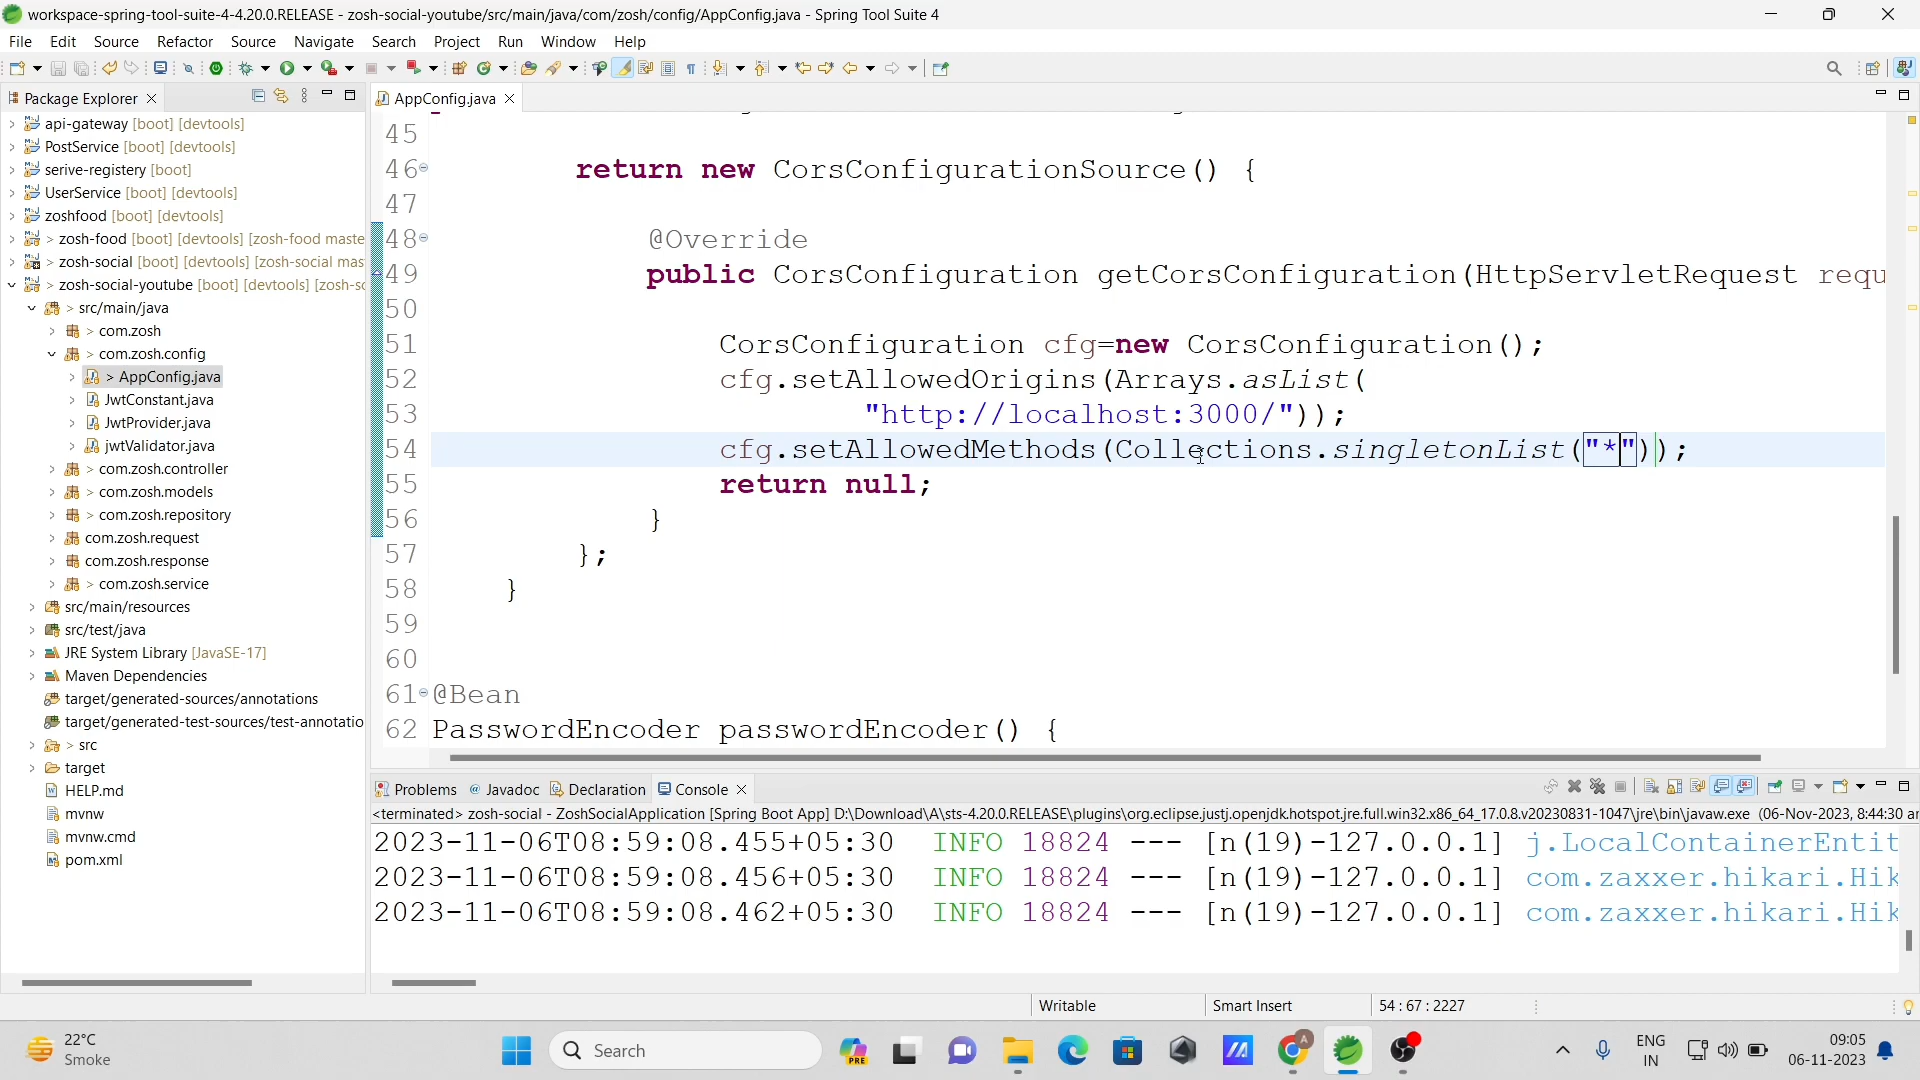 workspace-spring-tool-suite-4-4.20.0.RELEASE - zosh-social-youtube/src/main/java/com/zosh/config/AppConfig.java - Spring Tool Suite 4
File Edit Source Refactor Source Navigate Search Project Run Window Help
Package Explorer
AppConfig.java
api-gateway [boot] [devtools]
PostService [boot] [devtools]
serive-registery [boot]
UserService [boot] [devtools]
zoshfood [boot] [devtools]
> zosh-food [boot] [devtools] [zosh-food maste
> zosh-social [boot] [devtools] [zosh-social mas
> zosh-social-youtube [boot] [devtools] [zosh-sc
> src/main/java
> com.zosh
> com.zosh.config
> AppConfig.java
JwtConstant.java
JwtProvider.java
jwtValidator.java
> com.zosh.controller
> com.zosh.models
> com.zosh.repository
com.zosh.request
com.zosh.response
> com.zosh.service
src/main/resources
src/test/java
JRE System Library [JavaSE-17]
Maven Dependencies
target/generated-sources/annotations
target/generated-test-sources/test-annotatio
> src
target
HELP.md
mvnw
mvnw.cmd
pom.xml
45
46 return new CorsConfigurationSource() {
47
48 @Override
49 public CorsConfiguration getCorsConfiguration(HttpServletRequest requ
50
51 CorsConfiguration cfg=new CorsConfiguration();
52 cfg.setAllowedOrigins(Arrays.asList(
53 "http://localhost:3000/"));
54 cfg.setAllowedMethods(Collections.singletonList("*"));
55 return null;
56 }
57 };
58 }
59
60
61 @Bean
62 PasswordEncoder passwordEncoder() {
Problems @ Javadoc Declaration Console
<terminated> zosh-social - ZoshSocialApplication [Spring Boot App] D:\Download\A\sts-4.20.0.RELEASE\plugins\org.eclipse.justj.openjdk.hotspot.jre.full.win32.x86_64_17.0.8.v20230831-1047\jre\bin\javaw.exe (06-Nov-2023, 8:44:30 ar
2023-11-06T08:59:08.455+05:30 INFO 18824 --- [n(19)-127.0.0.1] j.LocalContainerEntit
2023-11-06T08:59:08.456+05:30 INFO 18824 --- [n(19)-127.0.0.1] com.zaxxer.hikari.Hik
2023-11-06T08:59:08.462+05:30 INFO 18824 --- [n(19)-127.0.0.1] com.zaxxer.hikari.Hik
Writable Smart Insert 54 : 67 : 2227
22°C
Smoke
Search
PRE
A
ENG
IN
09:05
06-11-2023